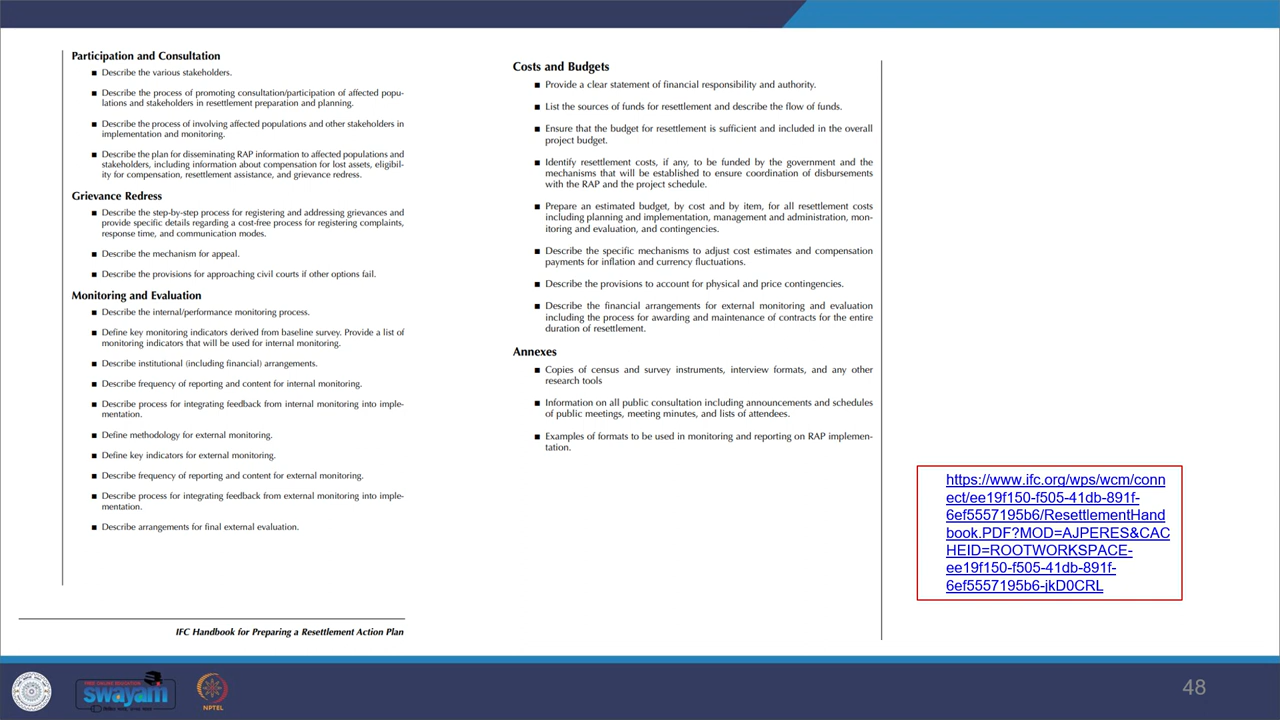 Participation and Consultation
■ Describe the various stakeholders.
■ Describe the process of promoting consultation/participation of affected popu-
lations and stakeholders in resettlement preparation and planning.
■ Describe the process of involving affected populations and other stakeholders in
implementation and monitoring.
■ Describe the plan for disseminating RAP information to affected populations and
stakeholders, including information about compensation for lost assets, eligibil-
ity for compensation, resettlement assistance, and grievance redress.
Grievance Redress
■ Describe the step-by-step process for registering and addressing grievances and
provide specific details regarding a cost-free process for registering complaints,
response time, and communication modes.
■ Describe the mechanism for appeal.
■ Describe the provisions for approaching civil courts if other options fail.
Monitoring and Evaluation
■ Describe the internal/performance monitoring process.
■ Define key monitoring indicators derived from baseline survey. Provide a list of
monitoring indicators that will be used for internal monitoring.
■ Describe institutional (including financial) arrangements.
■ Describe frequency of reporting and content for internal monitoring.
■ Describe process for integrating feedback from internal monitoring into imple-
mentation.
■ Define methodology for external monitoring.
■ Define key indicators for external monitoring.
■ Describe frequency of reporting and content for external monitoring.
■ Describe process for integrating feedback from external monitoring into imple-
mentation.
■ Describe arrangements for final external evaluation.
IFC Handbook for Preparing a Resettlement Action Plan
Costs and Budgets
■ Provide a clear statement of financial responsibility and authority.
■ List the sources of funds for resettlement and describe the flow of funds.
■ Ensure that the budget for resettlement is sufficient and included in the overall
project budget.
■ Identify resettlement costs, if any, to be funded by the government and the
mechanisms that will be established to ensure coordination of disbursements
with the RAP and the project schedule.
■ Prepare an estimated budget, by cost and by item, for all resettlement costs
including planning and implementation, management and administration, mon-
itoring and evaluation, and contingencies.
■ Describe the specific mechanisms to adjust cost estimates and compensation
payments for inflation and currency fluctuations.
■ Describe the provisions to account for physical and price contingencies.
■ Describe the financial arrangements for external monitoring and evaluation
including the process for awarding and maintenance of contracts for the entire
duration of resettlement.
Annexes
■ Copies of census and survey instruments, interview formats, and any other
research tools
■ Information on all public consultation including announcements and schedules
of public meetings, meeting minutes, and lists of attendees.
■ Examples of formats to be used in monitoring and reporting on RAP implemen-
tation.
https://www.ifc.org/wps/wcm/conn
ect/ee19f150-f505-41db-891f-
6ef5557195b6/ResettlementHand
book.PDF?MOD=AJPERES&CAC
HEID=ROOTWORKSPACE-
ee19f150-f505-41db-891f-
6ef5557195b6-jkD0CRL
FREE ONLINE EDUCATION
swayam
NPTEL
48